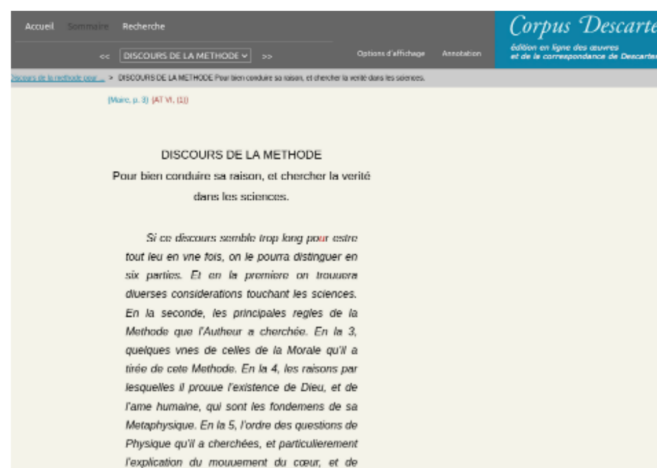 Accueil Sommaire Recherche
Corpus Descarte
<< DISCOURS DE LA METHODE >> Options d'affichage Annotation
édition en ligne des œuvres
et de la correspondance de Descartes
Discours de la methode pour ... > DISCOURS DE LA METHODE Pour bien conduire sa raison, et chercher la verité dans les sciences.
(Maire, p. 3) (AT VI, (1))
DISCOURS DE LA METHODE
Pour bien conduire sa raison, et chercher la verité
dans les sciences.
Si ce discours semble trop long pour estre
tout leu en vne fois, on le pourra distinguer en
six parties. Et en la premiere on trouuera
diuerses considerations touchant les sciences.
En la seconde, les principales regles de la
Methode que l'Autheur a cherchée. En la 3,
quelques vnes de celles de la Morale qu'il a
tirée de cete Methode. En la 4, les raisons par
lesquelles il prouue l'existence de Dieu, et de
l'ame humaine, qui sont les fondemens de sa
Metaphysique. En la 5, l'ordre des questions de
Physique qu'il a cherchées, et particulierement
l'explication du mouuement du cœur, et de